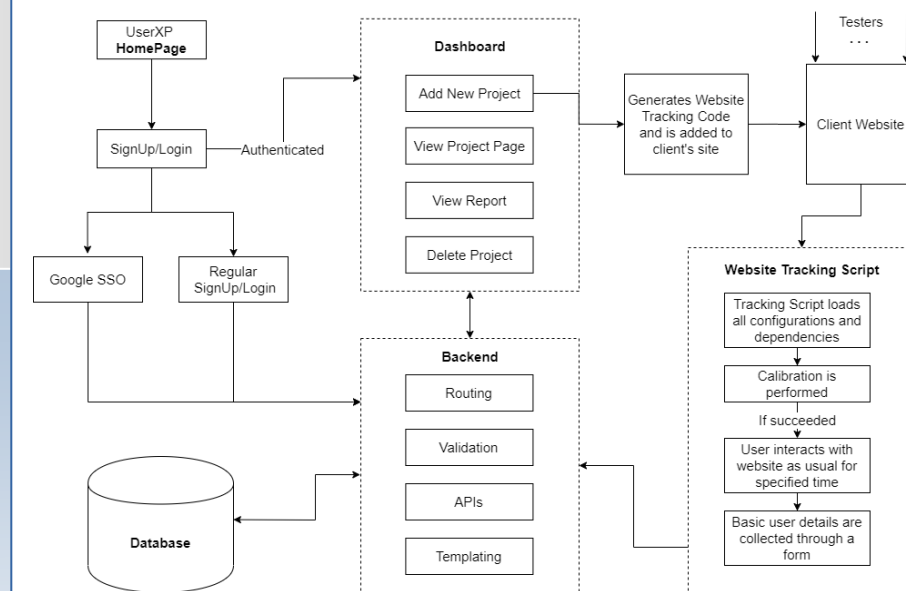 UserXP
HomePage
SignUp/Login
Authenticated
Google SSO
Regular
SignUp/Login
Database
Dashboard
Add New Project
View Project Page
View Report
Delete Project
Backend
Routing
Validation
APIs
Templating
Generates Website
Tracking Code
and is added to
client's site
Testers
...
Client Website
Website Tracking Script
Tracking Script loads
all configurations and
dependencies
Calibration is
performed
If succeeded
User interacts with
website as usual for
specified time
Basic user details are
collected through a
form